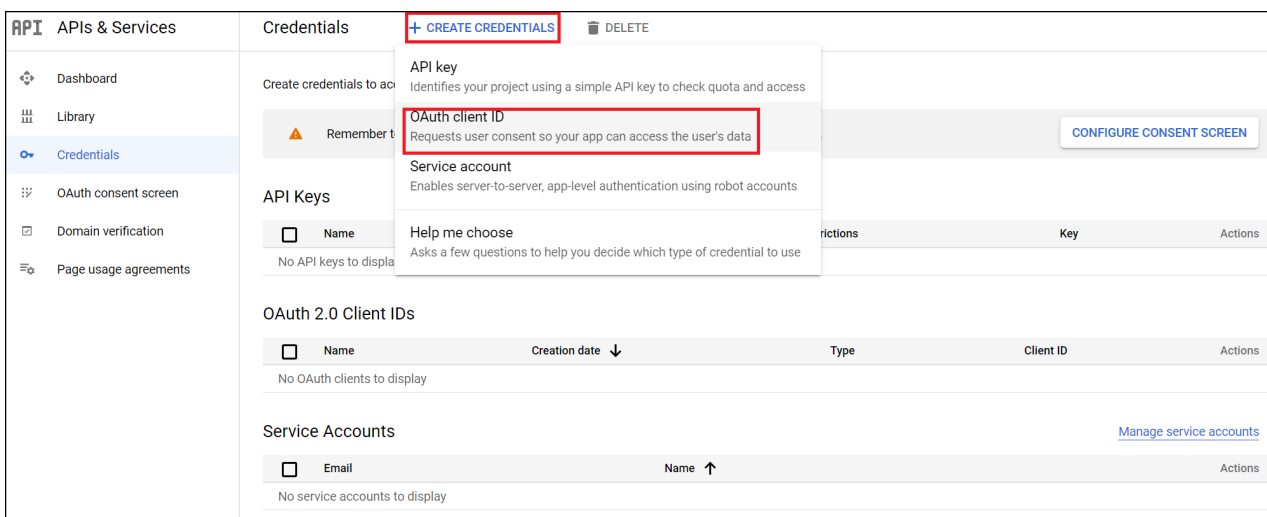 API APIs & Services
Credentials
+ CREATE CREDENTIALS
DELETE
Dashboard
Library
Credentials
OAuth consent screen
Domain verification
Page usage agreements
Create credentials to
API key
Identifies your project using a simple API key to check quota and access
OAuth client ID
Requests user consent so your app can access the user's data
Service account
Enables server-to-server, app-level authentication using robot accounts
Help me choose
Asks a few questions to help you decide which type of credential to use
Remember
CONFIGURE CONSENT SCREEN
API Keys
Name Key Actions
No API keys to
OAuth 2.0 Client IDs
Name Creation date Type Client ID Actions
No OAuth clients to display
Service Accounts
Manage service accounts
Email Name Actions
No service accounts to display